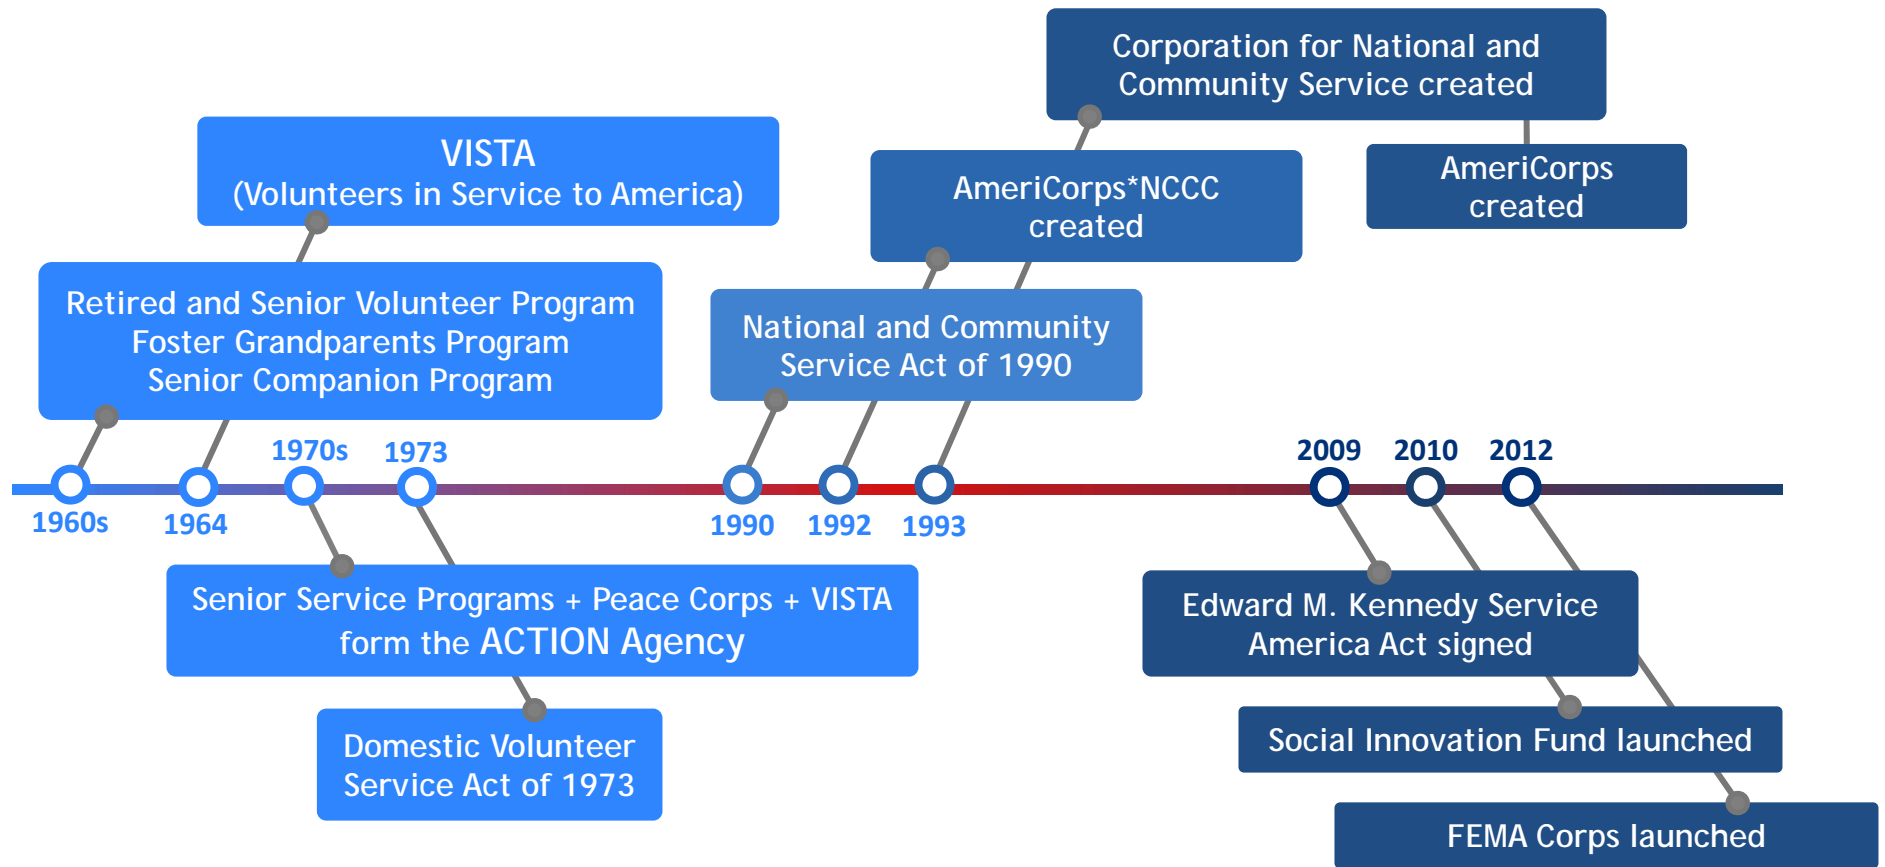 Corporation for National and
Community Service created
AmeriCorps
created
VISTA
(Volunteers in Service to America)
AmeriCorps*NCCC
created
Retired and Senior Volunteer Program
Foster Grandparents Program
Senior Companion Program
National and Community
Service Act of 1990
1970s
1973
2009
2010
2012
1960s
1964
1990
1992
1993
Senior Service Programs + Peace Corps + VISTA
form the ACTION Agency
Domestic Volunteer
Service Act of 1973
Edward M. Kennedy Service
America Act signed
Social Innovation Fund launched
FEMA Corps launched